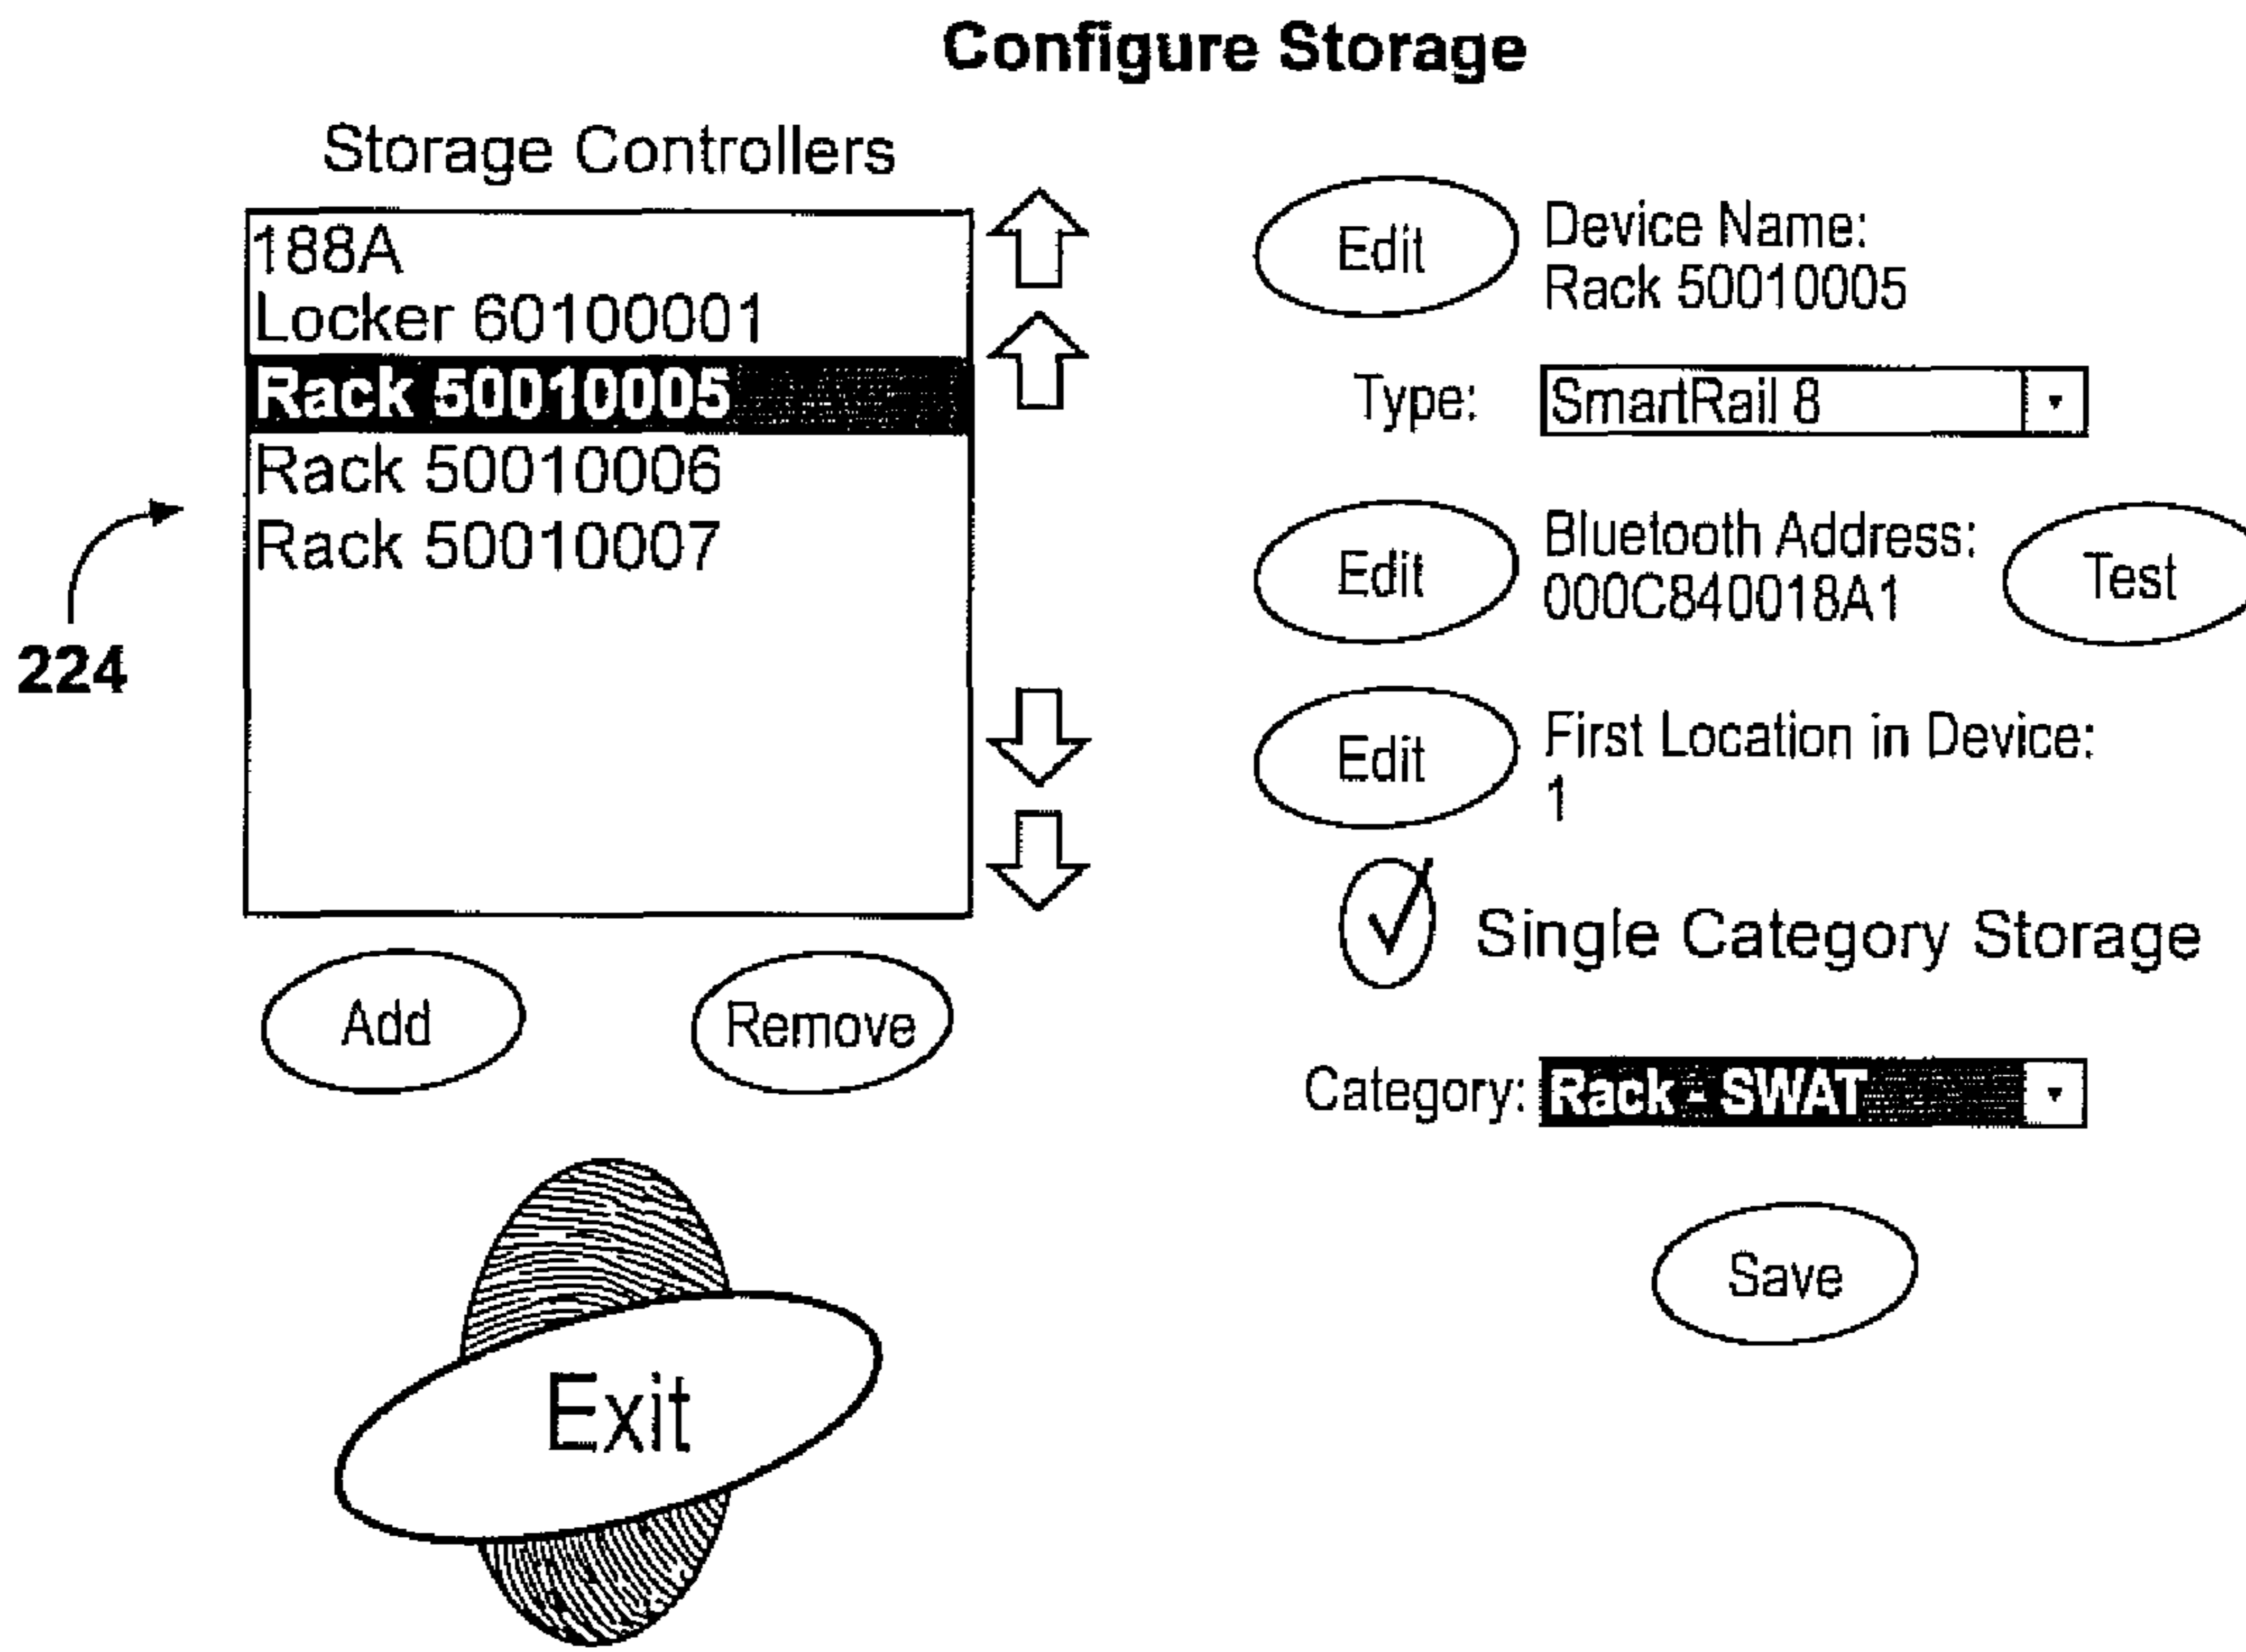 Configure Storage
Storage Controllers
188A
Locker 60100001
Rack 50010005
Rack 50010006
Rack 50010007
224
Add
Remove
Exit
Edit
Device Name:
Rack 50010005
Type:
SmartRail 8
Edit
Bluetooth Address:
000C840018A1
Test
Edit
First Location in Device:
1
Single Category Storage
Category:
Rack - SWAT
Save